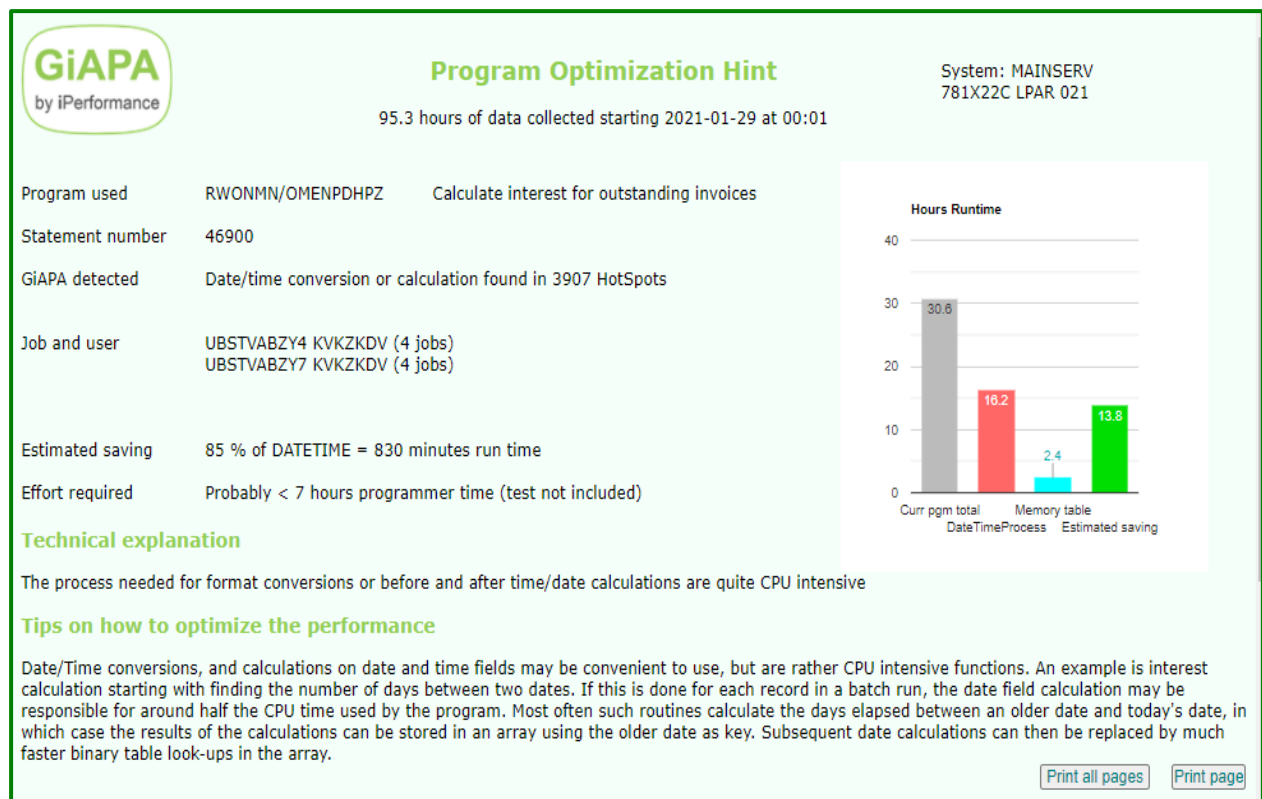 GiAPA
by iPerformance
Program Optimization Hint
95.3 hours of data collected starting 2021-01-29 at 00:01
System: MAINSERV
781X22C LPAR 021
Program used RWONMN/OMENPDHPZ Calculate interest for outstanding invoices
Statement number 46900
GiAPA detected Date/time conversion or calculation found in 3907 HotSpots
Job and user UBSTVABZY4 KVKZKDV (4 jobs)
UBSTVABZY7 KVKZKDV (4 jobs)
Estimated saving 85 % of DATETIME = 830 minutes run time
Effort required Probably < 7 hours programmer time (test not included)
Hours Runtime
40
30
20
10
0
30.6
16.2
2.4
13.8
Curr pgm total Memory table
DateTimeProcess Estimated saving
Technical explanation
The process needed for format conversions or before and after time/date calculations are quite CPU intensive
Tips on how to optimize the performance
Date/Time conversions, and calculations on date and time fields may be convenient to use, but are rather CPU intensive functions. An example is interest
calculation starting with finding the number of days between two dates. If this is done for each record in a batch run, the date field calculation may be
responsible for around half the CPU time used by the program. Most often such routines calculate the days elapsed between an older date and today's date, in
which case the results of the calculations can be stored in an array using the older date as key. Subsequent date calculations can then be replaced by much
faster binary table look-ups in the array.
Print all pages Print page